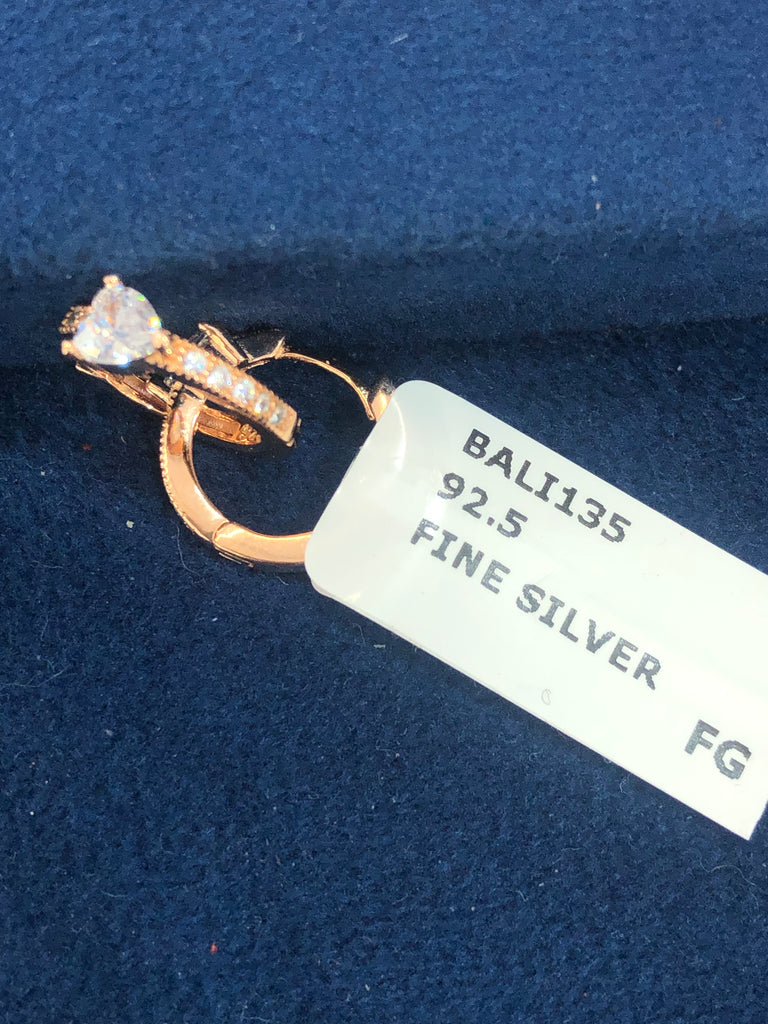 BALI135
92.5
FINE SILVER
FG